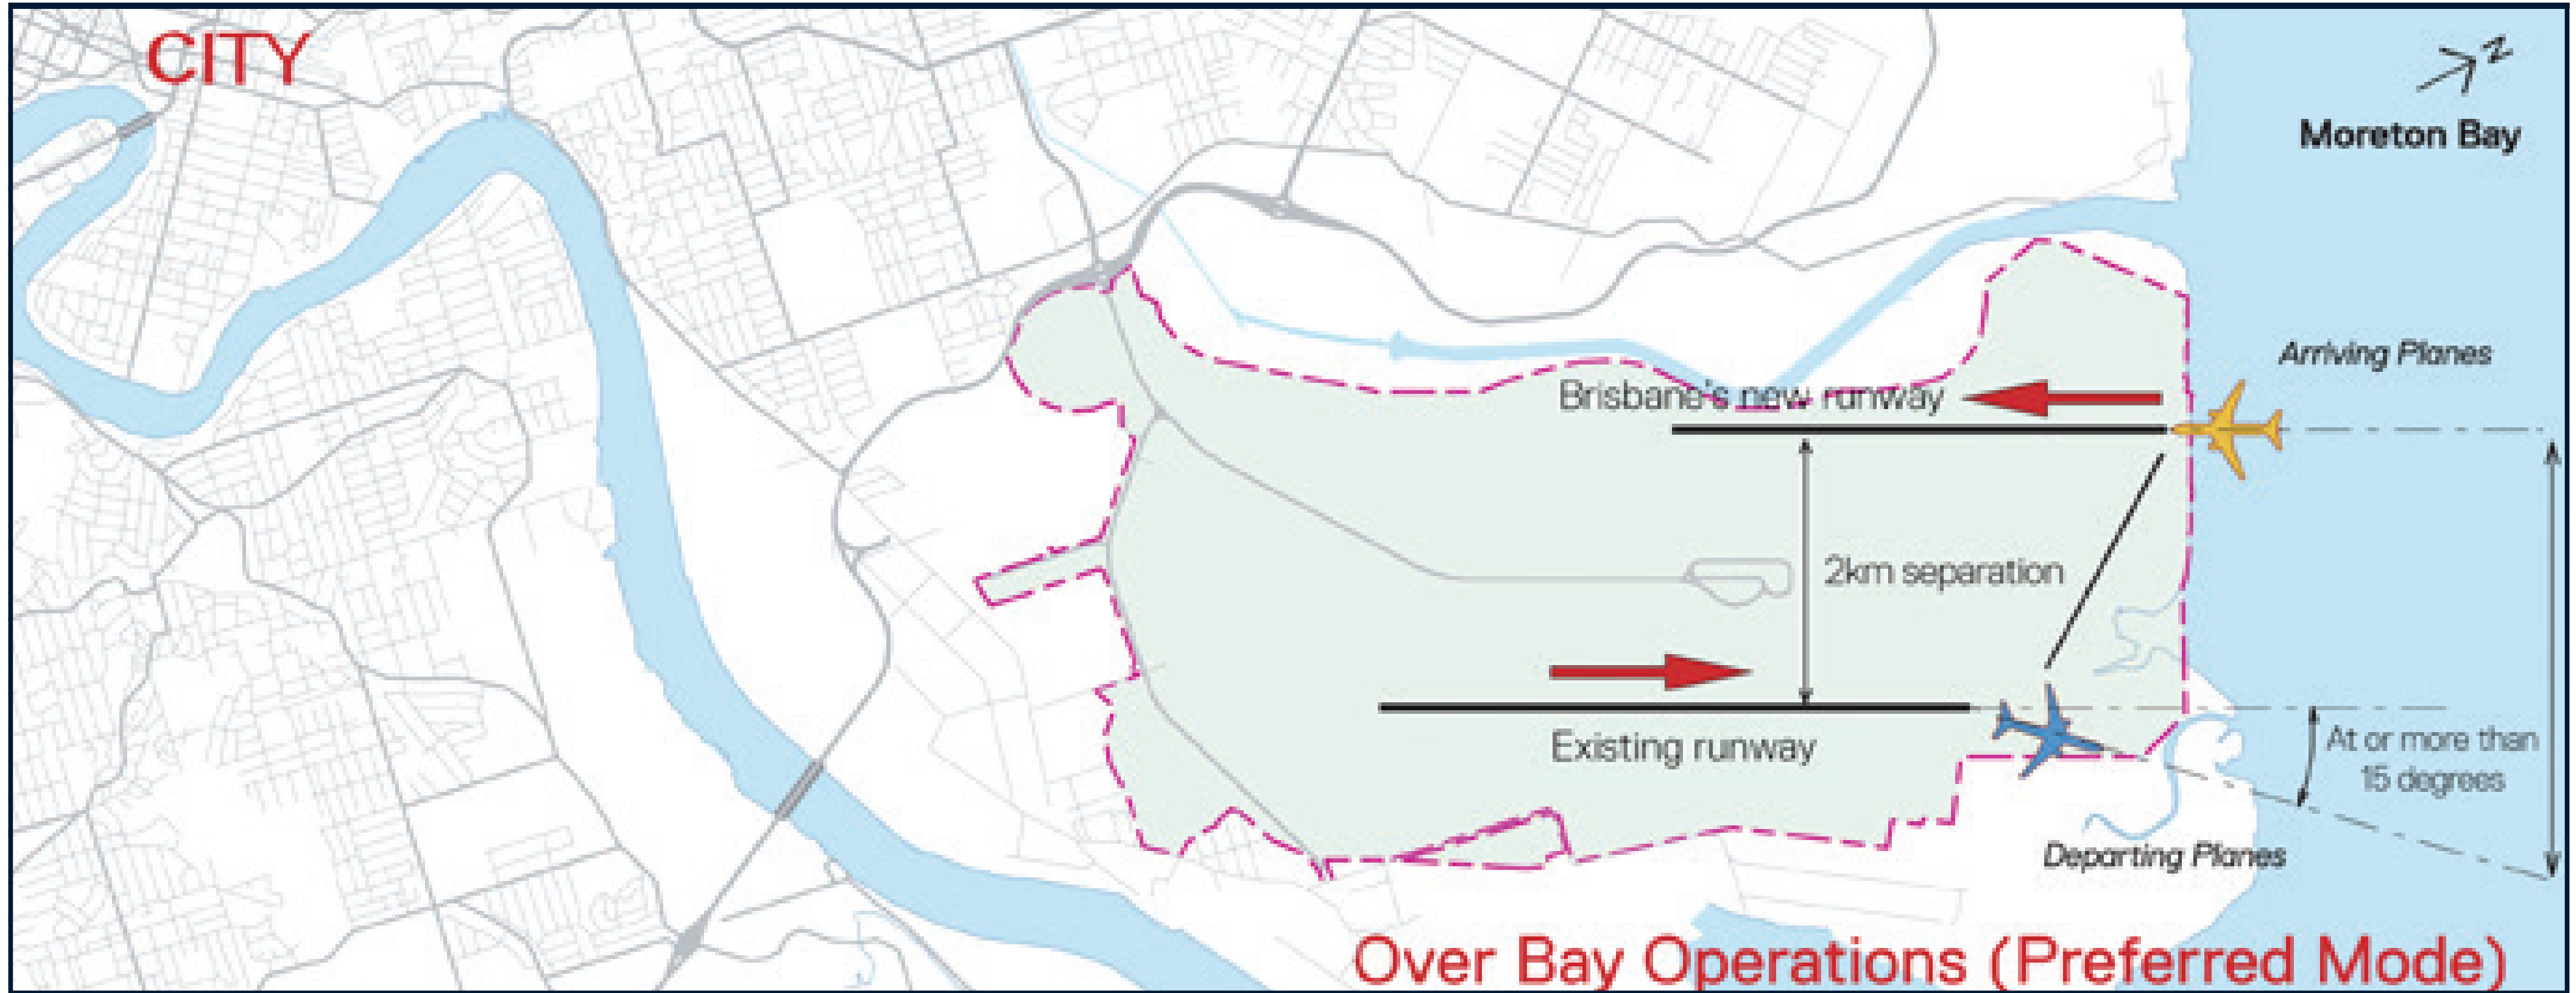 CITY
N
Moreton Bay
Arriving Planes
Brisbane's new runway
2km separation
Existing runway
At or more than
15 degrees
Departing Planes
Over Bay Operations (Preferred Mode)